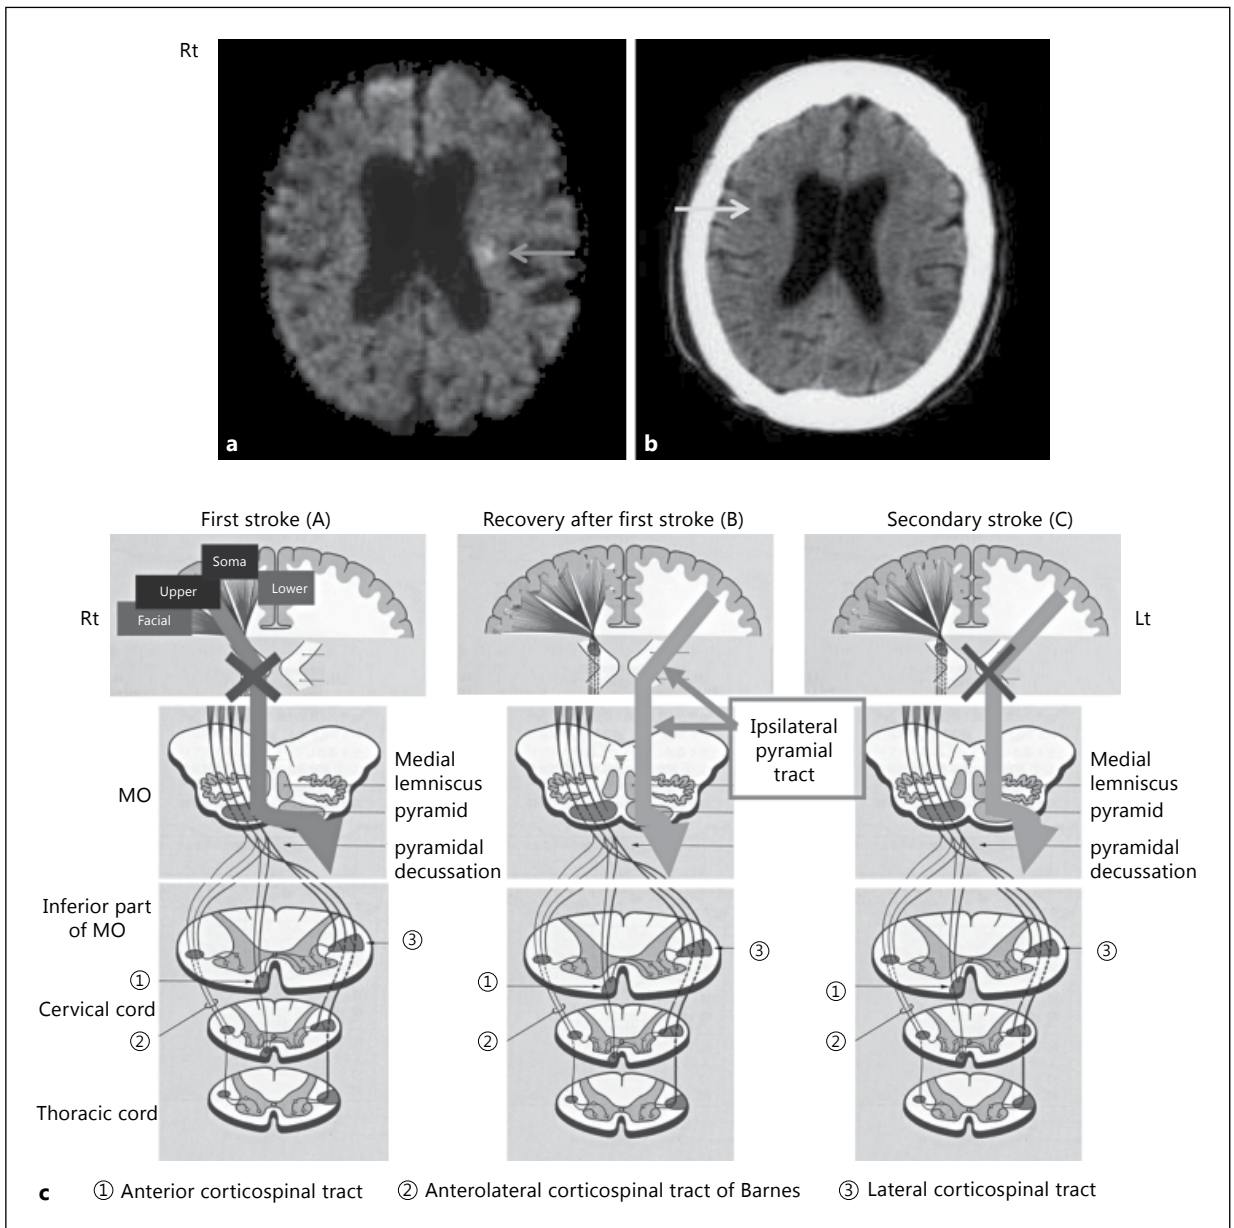 Rt
a
b
First stroke (A)
Recovery after first stroke (B)
Secondary stroke (C)
Soma
Upper
Lower
Facial
Rt
Lt
Ipsilateral
pyramial
tract
MO
Medial
lemniscus
pyramid
pyramidal
decussation
Medial
lemniscus
pyramid
pyramidal
decussation
Inferior part
of MO
③
③
③
①
①
①
Cervical cord
②
②
②
Thoracic cord
c
① Anterior corticospinal tract
② Anterolateral corticospinal tract of Barnes
③ Lateral corticospinal tract